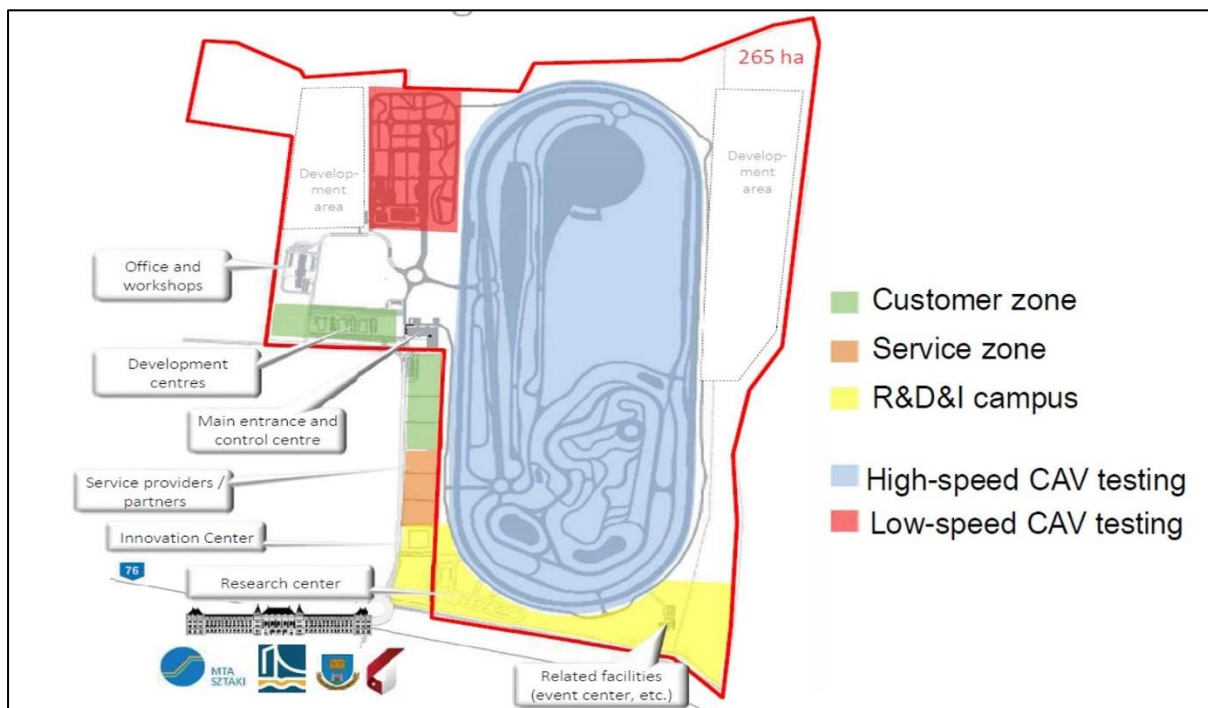 265 ha
Develop-
ment
area
Develop-
ment
area
Office and
workshops
Development
centres
Main entrance and
control centre
Service providers /
partners
Innovation Center
Research center
76
MTA
SZTAKI
Related facilities
(event center, etc.)
Customer zone
Service zone
R&D&I campus
High-speed CAV testing
Low-speed CAV testing